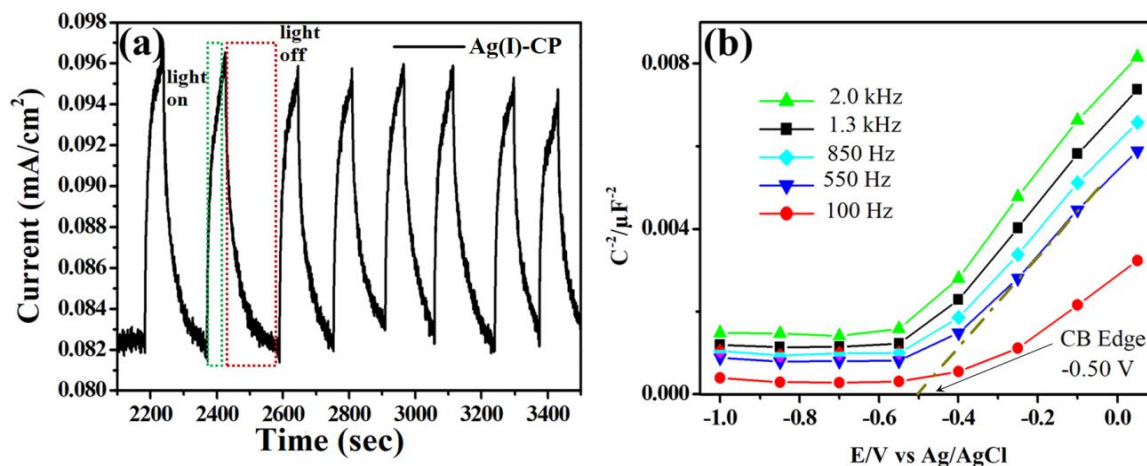 (a)
light on
light off
Ag(I)-CP
Current (mA/cm²)
0.098
0.096
0.094
0.092
0.090
0.088
0.086
0.084
0.082
0.080
2200 2400 2600 2800 3000 3200 3400
Time (sec)
(b)
2.0 kHz
1.3 kHz
850 Hz
550 Hz
100 Hz
C⁻²/µF⁻²
0.008
0.004
0.000
CB Edge
-0.50 V
-1.0 -0.8 -0.6 -0.4 -0.2 0.0
E/V vs Ag/AgCl